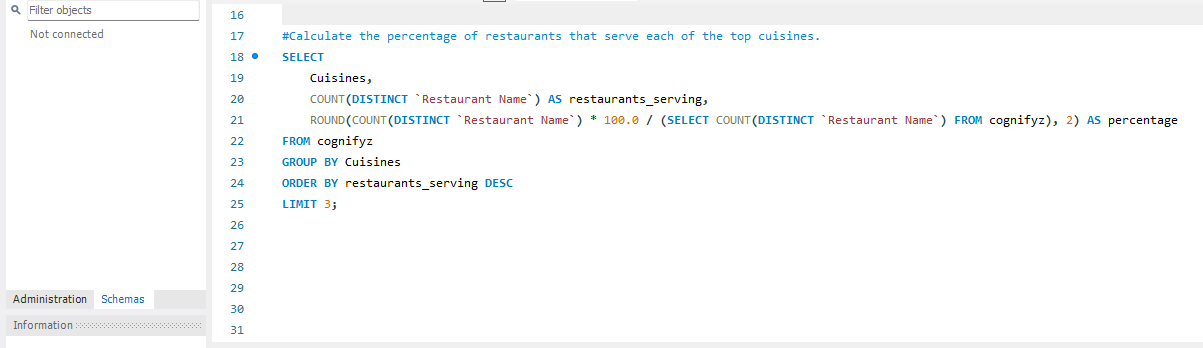 Filter objects
Not connected
Administration
Schemas
Information
16
17 #Calculate the percentage of restaurants that serve each of the top cuisines.
18 SELECT
19 Cuisines,
20 COUNT(DISTINCT `Restaurant Name`) AS restaurants_serving,
21 ROUND(COUNT(DISTINCT `Restaurant Name`) * 100.0 / (SELECT COUNT(DISTINCT `Restaurant Name`) FROM cognifyz), 2) AS percentage
22 FROM cognifyz
23 GROUP BY Cuisines
24 ORDER BY restaurants_serving DESC
25 LIMIT 3;
26
27
28
29
30
31